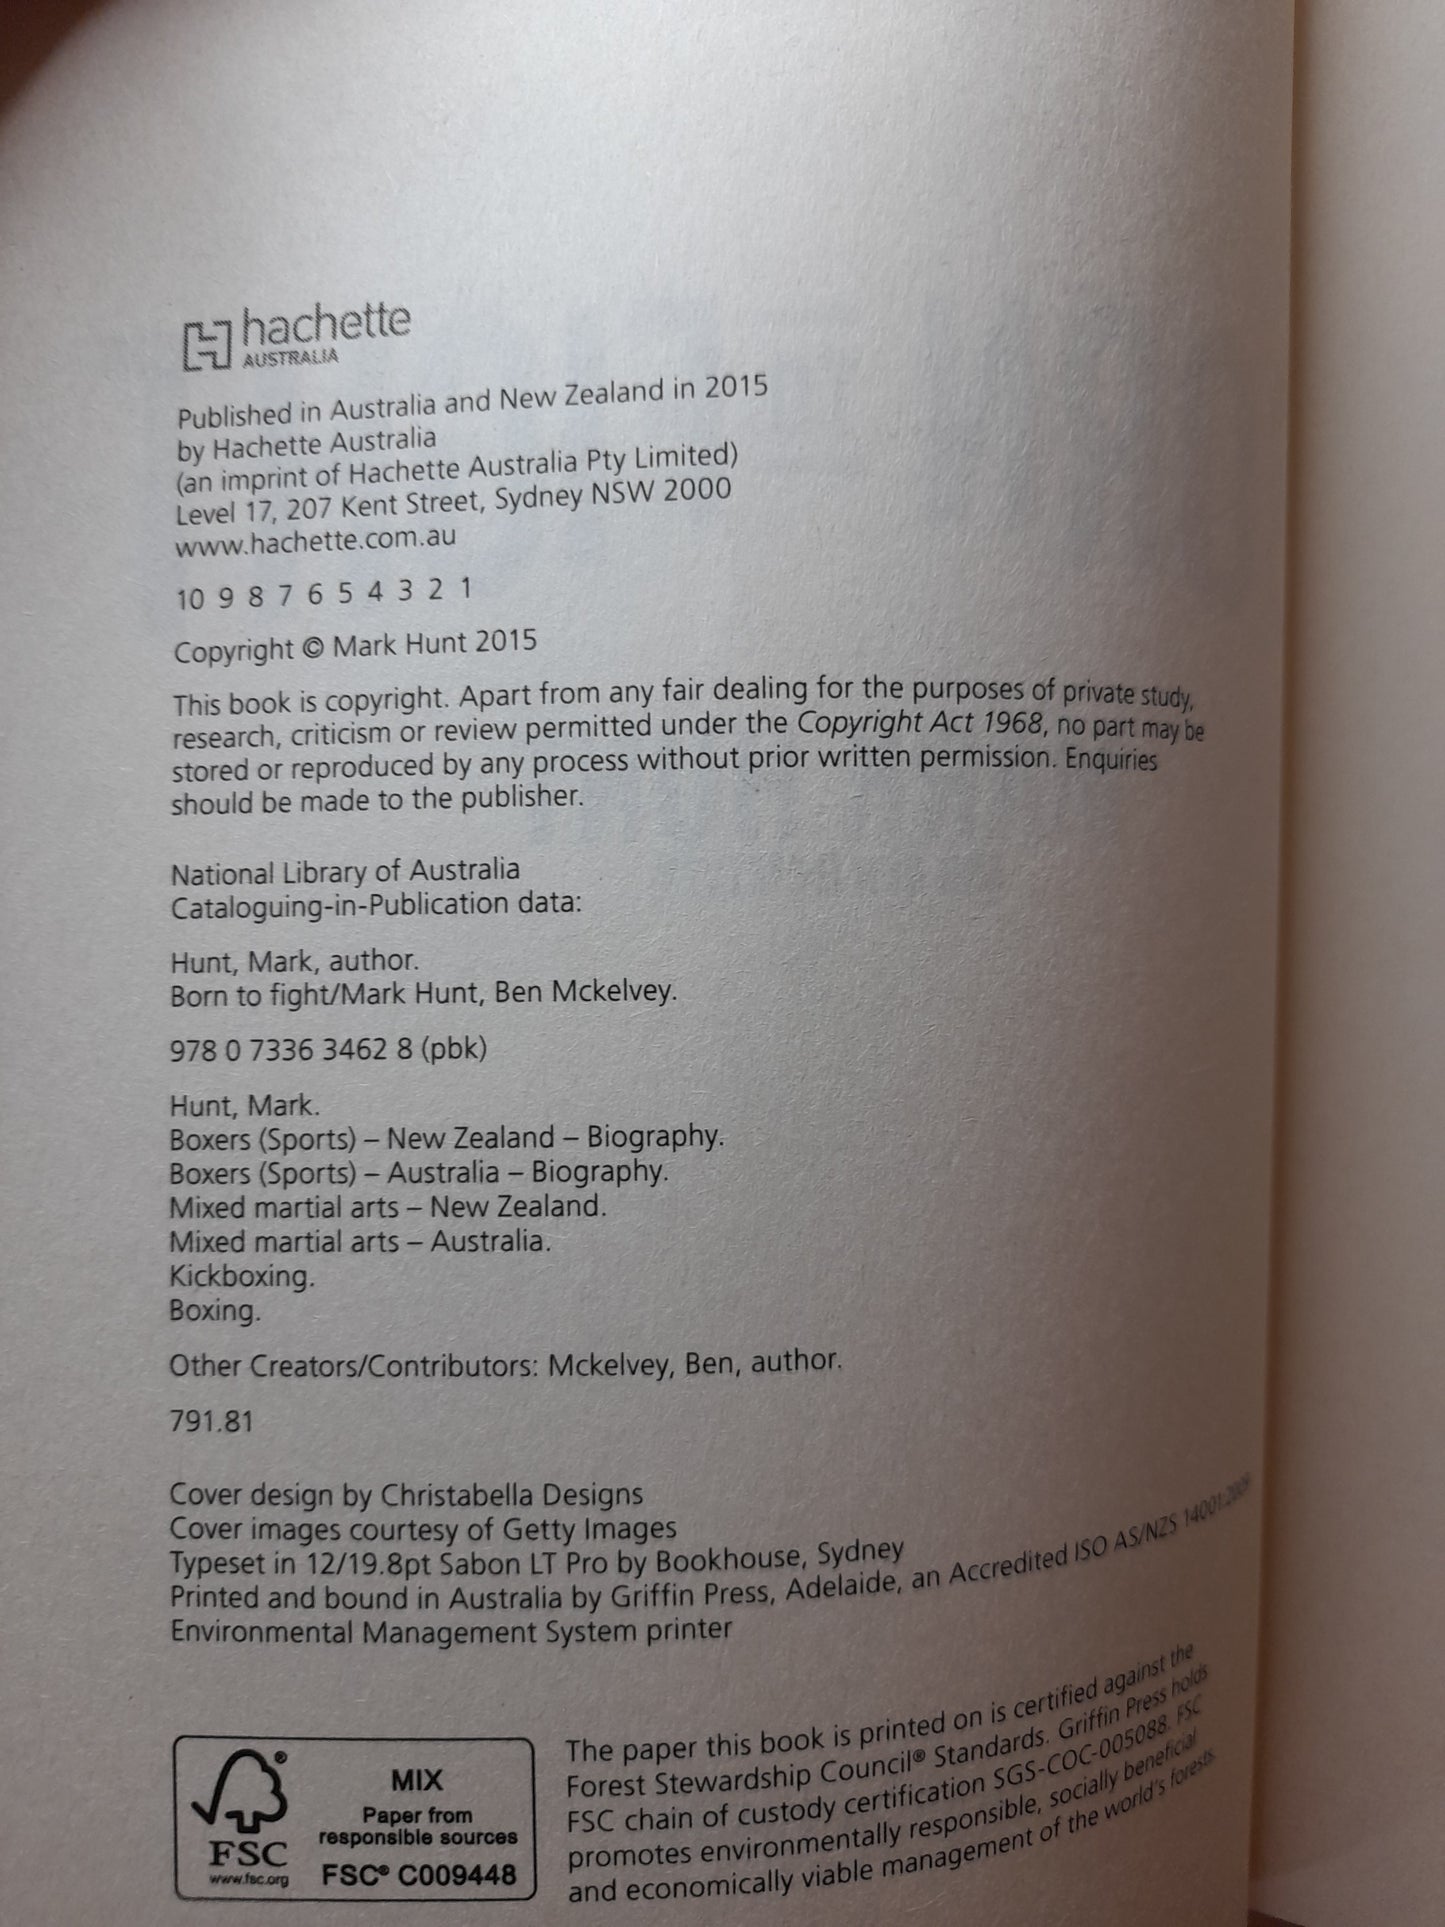 hachette
AUSTRALIA
Published in Australia and New Zealand in 2015
by Hachette Australia
(an imprint of Hachette Australia Pty Limited)
Level 17, 207 Kent Street, Sydney NSW 2000
www.hachette.com.au
10 9 8 7 6 5 4 3 2 1
Copyright © Mark Hunt 2015
This book is copyright. Apart from any fair dealing for the purposes of private study,
research, criticism or review permitted under the Copyright Act 1968, no part may be
stored or reproduced by any process without prior written permission. Enquiries
should be made to the publisher.
National Library of Australia
Cataloguing-in-Publication data:
Hunt, Mark, author.
Born to fight/Mark Hunt, Ben Mckelvey.
978 0 7336 3462 8 (pbk)
Hunt, Mark.
Boxers (Sports) – New Zealand – Biography.
Boxers (Sports) – Australia – Biography.
Mixed martial arts – New Zealand.
Mixed martial arts – Australia.
Kickboxing.
Boxing.
Other Creators/Contributors: Mckelvey, Ben, author.
791.81
Cover design by Christabella Designs
Cover images courtesy of Getty Images
Typeset in 12/19.8pt Sabon LT Pro by Bookhouse, Sydney
Printed and bound in Australia by Griffin Press, Adelaide, an Accredited ISO AS/NZS 14001:2009
Environmental Management System printer
FSC
www.fsc.org
MIX
Paper from
responsible sources
FSC® C009448
The paper this book is printed on is certified against the
Forest Stewardship Council® Standards. Griffin Press holds
FSC chain of custody certification SGS-COC-005088. FSC
promotes environmentally responsible, socially beneficial
and economically viable management of the world's forests.